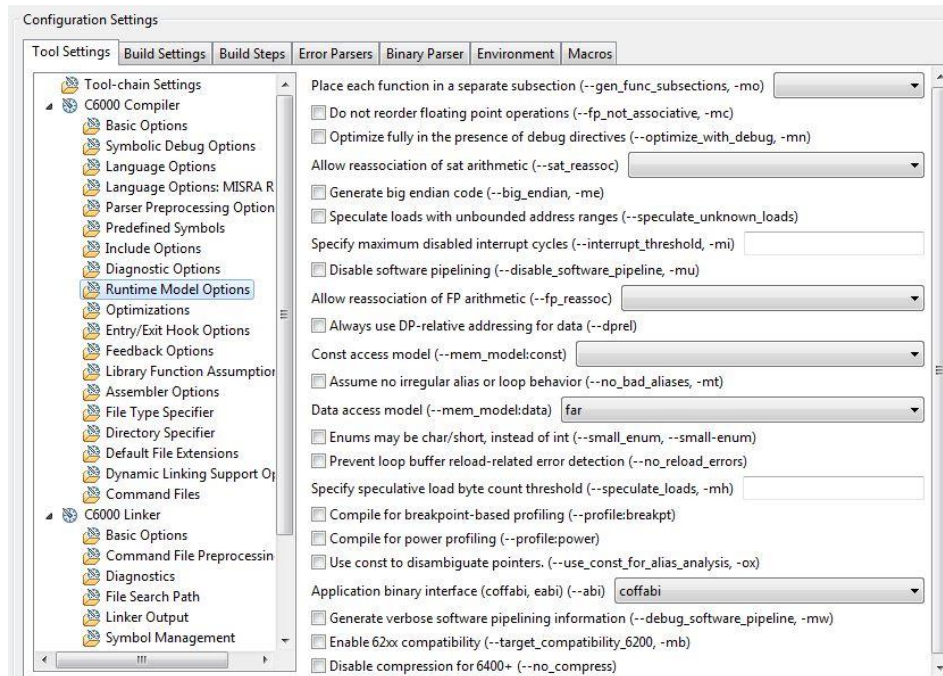 Configuration Settings
Tool Settings Build Settings Build Steps Error Parsers Binary Parser Environment Macros
Tool-chain Settings
C6000 Compiler
Basic Options
Symbolic Debug Options
Language Options
Language Options: MISRA R
Parser Preprocessing Option
Predefined Symbols
Include Options
Diagnostic Options
Runtime Model Options
Optimizations
Entry/Exit Hook Options
Feedback Options
Library Function Assumption
Assembler Options
File Type Specifier
Directory Specifier
Default File Extensions
Dynamic Linking Support Op
Command Files
C6000 Linker
Basic Options
Command File Preprocessin
Diagnostics
File Search Path
Linker Output
Symbol Management
Place each function in a separate subsection (--gen_func_subsections, -mo)
Do not reorder floating point operations (--fp_not_associative, -mc)
Optimize fully in the presence of debug directives (--optimize_with_debug, -mn)
Allow reassociation of sat arithmetic (--sat_reassoc)
Generate big endian code (--big_endian, -me)
Speculate loads with unbounded address ranges (--speculate_unknown_loads)
Specify maximum disabled interrupt cycles (--interrupt_threshold, -mi)
Disable software pipelining (--disable_software_pipeline, -mu)
Allow reassociation of FP arithmetic (--fp_reassoc)
Always use DP-relative addressing for data (--dprel)
Const access model (--mem_model:const)
Assume no irregular alias or loop behavior (--no_bad_aliases, -mt)
Data access model (--mem_model:data) far
Enums may be char/short, instead of int (--small_enum, --small-enum)
Prevent loop buffer reload-related error detection (--no_reload_errors)
Specify speculative load byte count threshold (--speculate_loads, -mh)
Compile for breakpoint-based profiling (--profile:breakpt)
Compile for power profiling (--profile:power)
Use const to disambiguate pointers. (--use_const_for_alias_analysis, -ox)
Application binary interface (coffabi, eabi) (--abi) coffabi
Generate verbose software pipelining information (--debug_software_pipeline, -mw)
Enable 62xx compatibility (--target_compatibility_6200, -mb)
Disable compression for 6400+ (--no_compress)